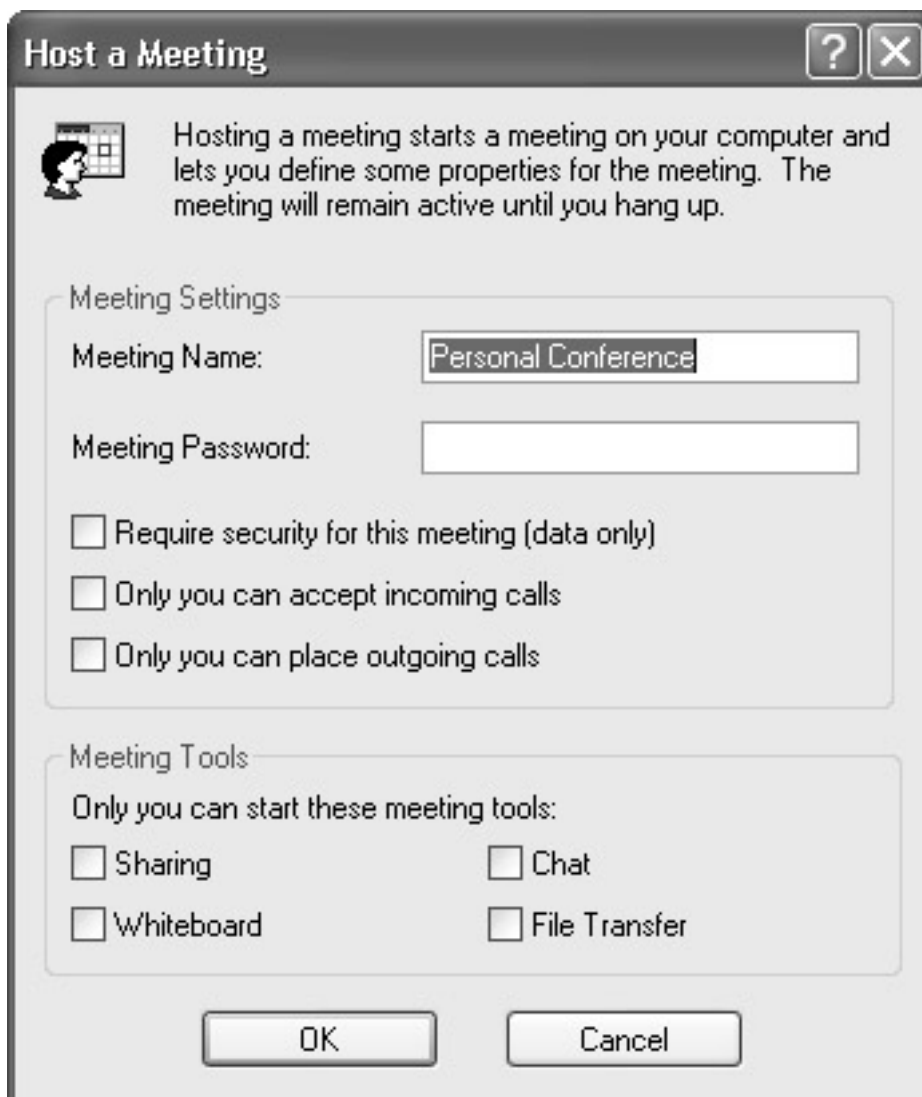 Host a Meeting
Hosting a meeting starts a meeting on your computer and
lets you define some properties for the meeting. The
meeting will remain active until you hang up.
Meeting Settings
Meeting Name: Personal Conference
Meeting Password:
Require security for this meeting (data only)
Only you can accept incoming calls
Only you can place outgoing calls
Meeting Tools
Only you can start these meeting tools:
Sharing Chat
Whiteboard File Transfer
OK Cancel